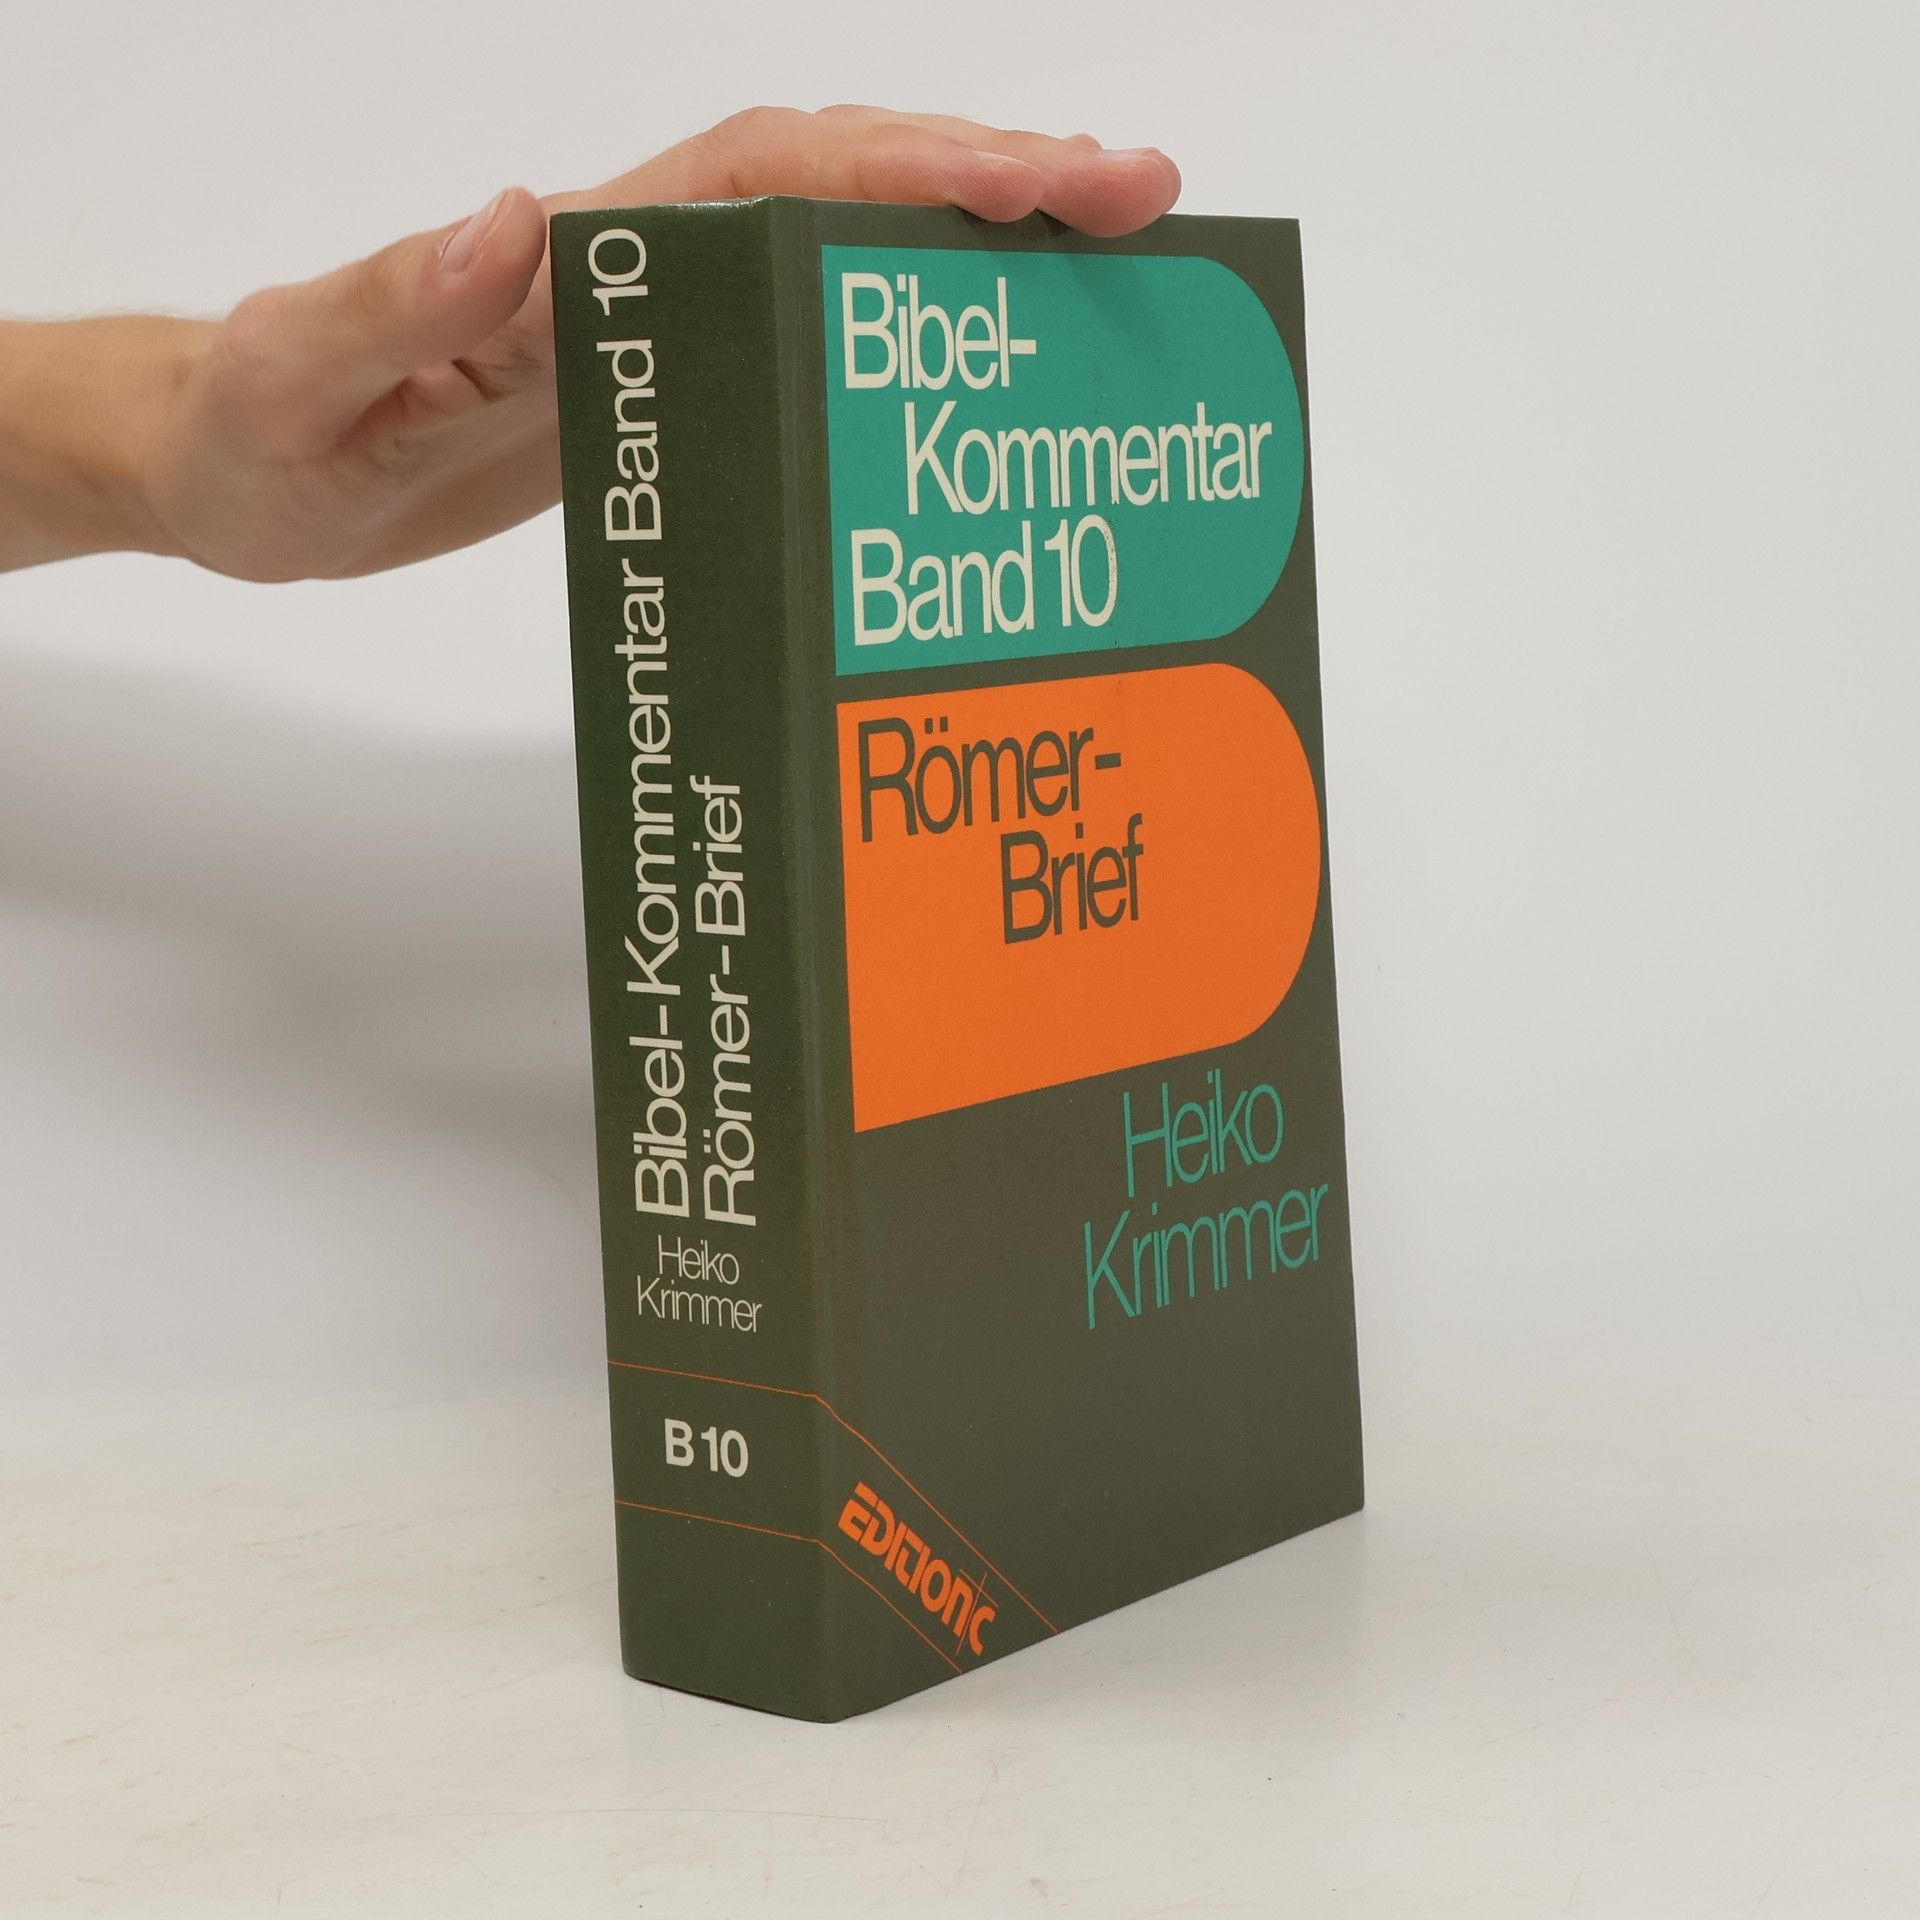 Bibel-Kommentar Band 10
Römer-Brief
Heiko
Krimmer
B 10
Bibel-
Kommentar
Band 10
Römer-
Brief
Heiko
Krimmer
EDITION C